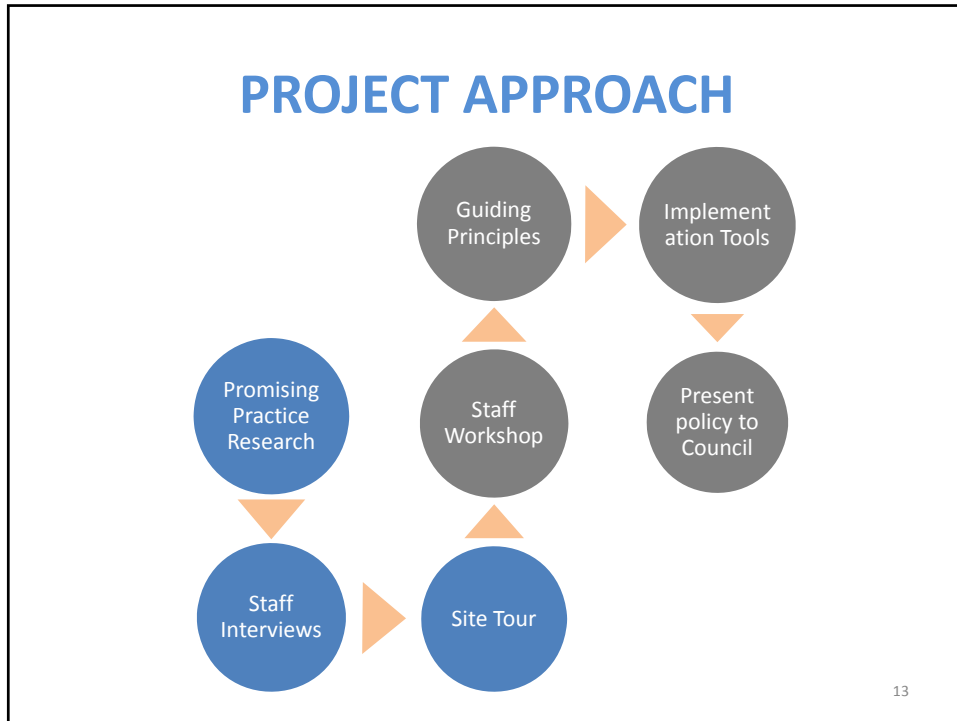 PROJECT APPROACH
Promising
Practice
Research
Staff
Interviews
Site Tour
Staff
Workshop
Guiding
Principles
Implement
ation Tools
Present
policy to
Council
13